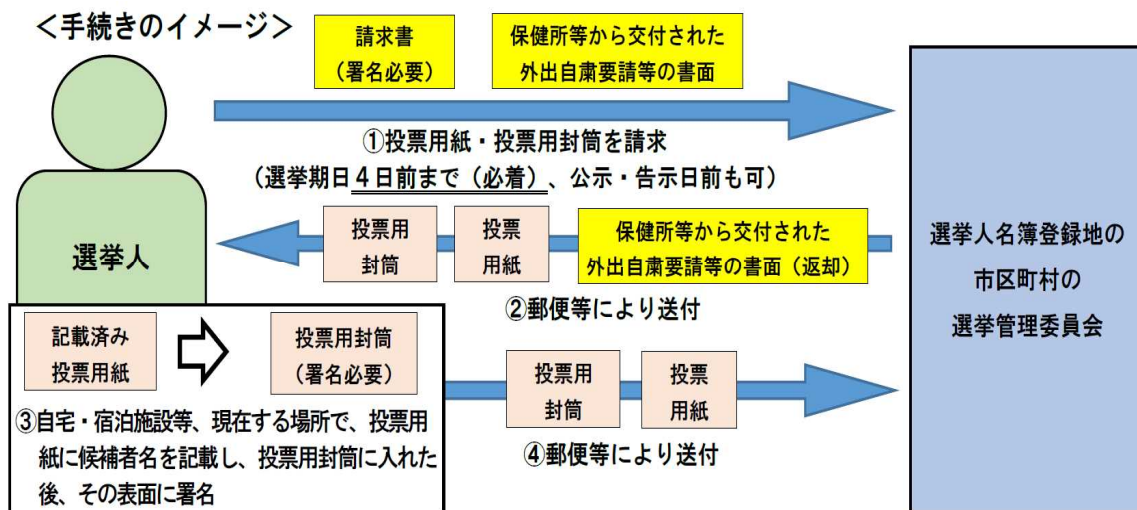 ＜手続きのイメージ＞
請求書
（署名必要）
保健所等から交付された
外出自粛要請等の書面
①投票用紙・投票用封筒を請求
（選挙期日４日前まで（必着）、公示・告示日前も可）
選挙人
投票用
封筒
投票
用紙
保健所等から交付された
外出自粛要請等の書面（返却）
②郵便等により送付
選挙人名簿登録地の
市区町村の
選挙管理委員会
記載済み
投票用紙
投票用封筒
（署名必要）
③自宅・宿泊施設等、現在する場所で、投票用
紙に候補者名を記載し、投票用封筒に入れた
後、その表面に署名
投票用
封筒
投票
用紙
④郵便等により送付